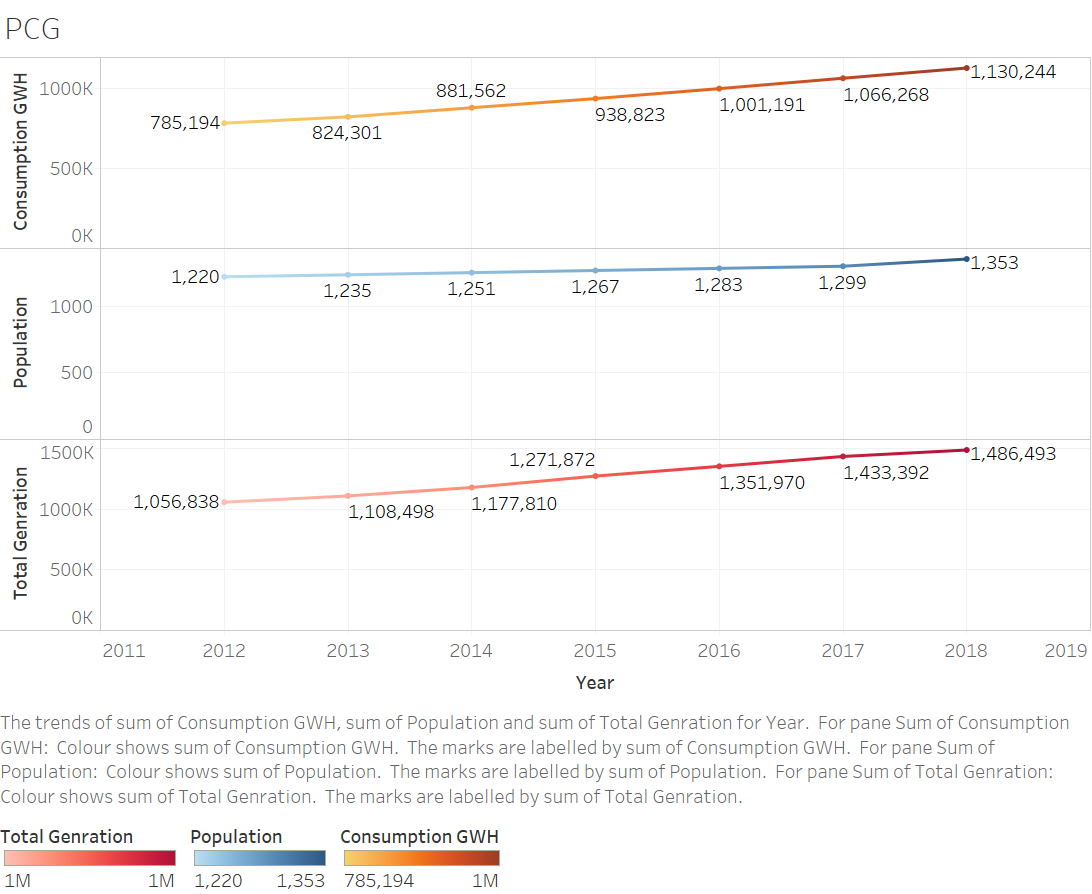 PCG
Consumption GWH
1000K
500K
0K
785,194
824,301
881,562
938,823
1,001,191
1,066,268
1,130,244
Population
1000
500
0
1,220
1,235
1,251
1,267
1,283
1,299
1,353
Total Genration
1500K
1000K
500K
0K
1,056,838
1,108,498
1,177,810
1,271,872
1,351,970
1,433,392
1,486,493
2011 2012 2013 2014 2015 2016 2017 2018 2019
Year
The trends of sum of Consumption GWH, sum of Population and sum of Total Genration for Year. For pane Sum of Consumption
GWH: Colour shows sum of Consumption GWH. The marks are labelled by sum of Consumption GWH. For pane Sum of
Population: Colour shows sum of Population. The marks are labelled by sum of Population. For pane Sum of Total Genration:
Colour shows sum of Total Genration. The marks are labelled by sum of Total Genration.
Total Genration Population Consumption GWH
1M 1M 1,220 1,353 785,194 1M